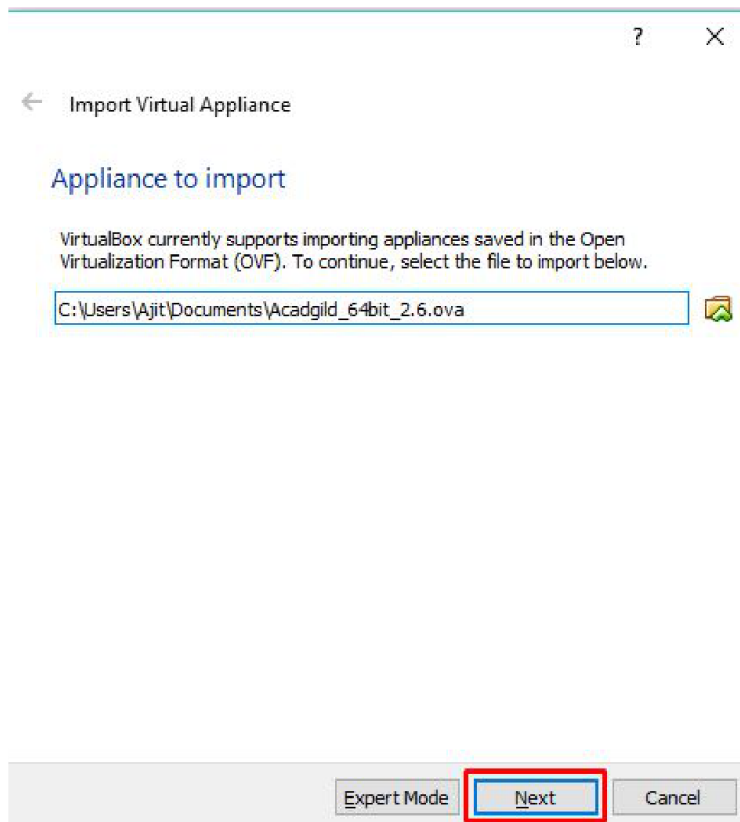 ?
Import Virtual Appliance
Appliance to import
VirtualBox currently supports importing appliances saved in the Open
Virtualization Format (OVF). To continue, select the file to import below.
C:\Users\Ajit\Documents\Acadgild_64bit_2.6.ova
Expert Mode Next Cancel